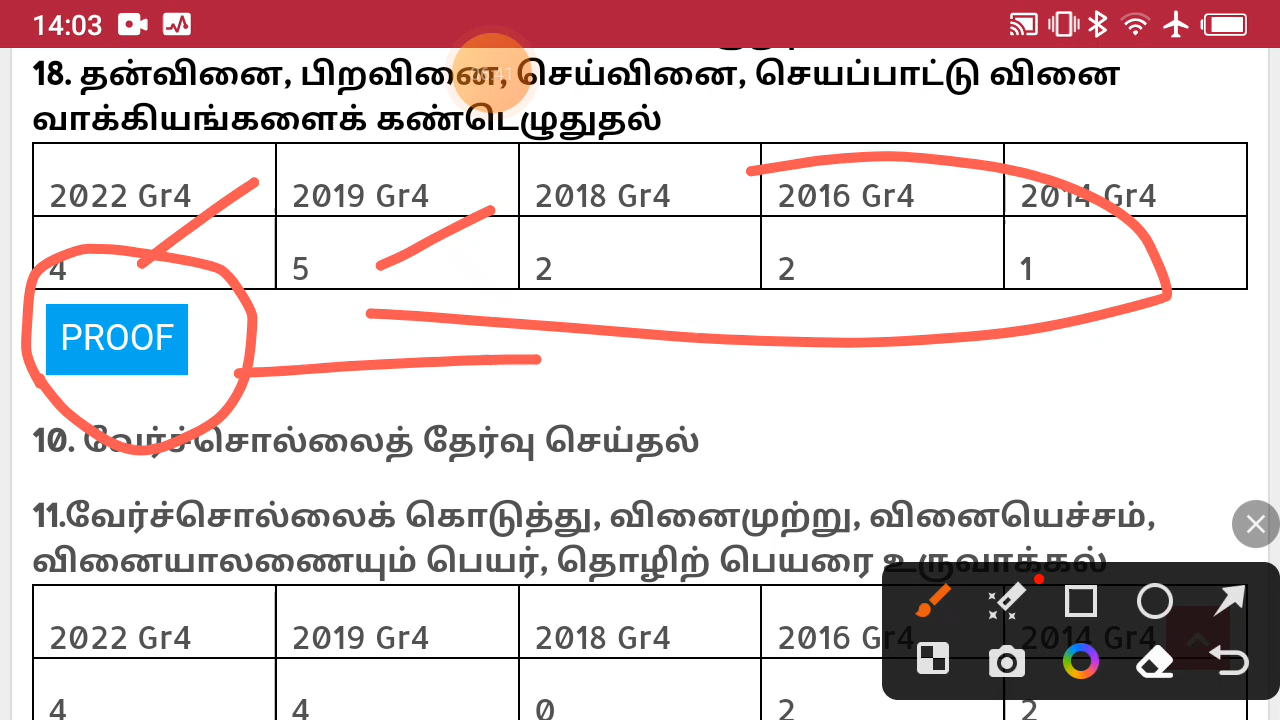 14:03
06:41
18. தன்வினை, பிறவினை, செய்வினை, செயப்பாட்டு வினை
வாக்கியங்களைக் கண்டெழுதுதல்
2022 Gr4 2019 Gr4 2018 Gr4 2016 Gr4 2014 Gr4
4 5 2 2 1
PROOF
10. வேர்ச்சொல்லைத் தேர்வு செய்தல்
11.வேர்ச்சொல்லைக் கொடுத்து, வினைமுற்று, வினையெச்சம்,
வினையாலணையும் பெயர், தொழிற் பெயரை உருவாக்கல்
2022 Gr4 2019 Gr4 2018 Gr4 2016 Gr4 2014 Gr4
4 4 0 2 2